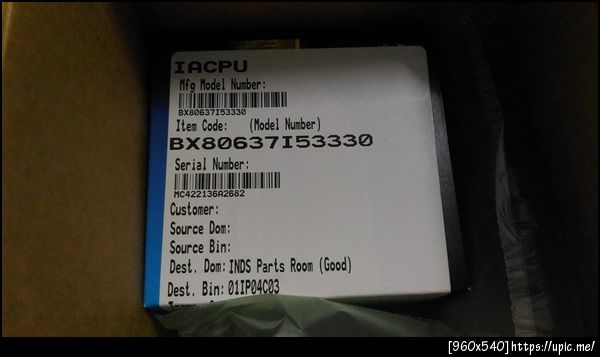 IACPU
Mfg Model Number:
BX80637I53330
Item Code: (Model Number)
BX80637I53330
Serial Number:
MC422136A2682
Customer:
Source Dom:
Source Bin:
Dest. Dom: INDS Parts Room (Good)
Dest. Bin: 01IP04C03
[960x540]https://upic.me/